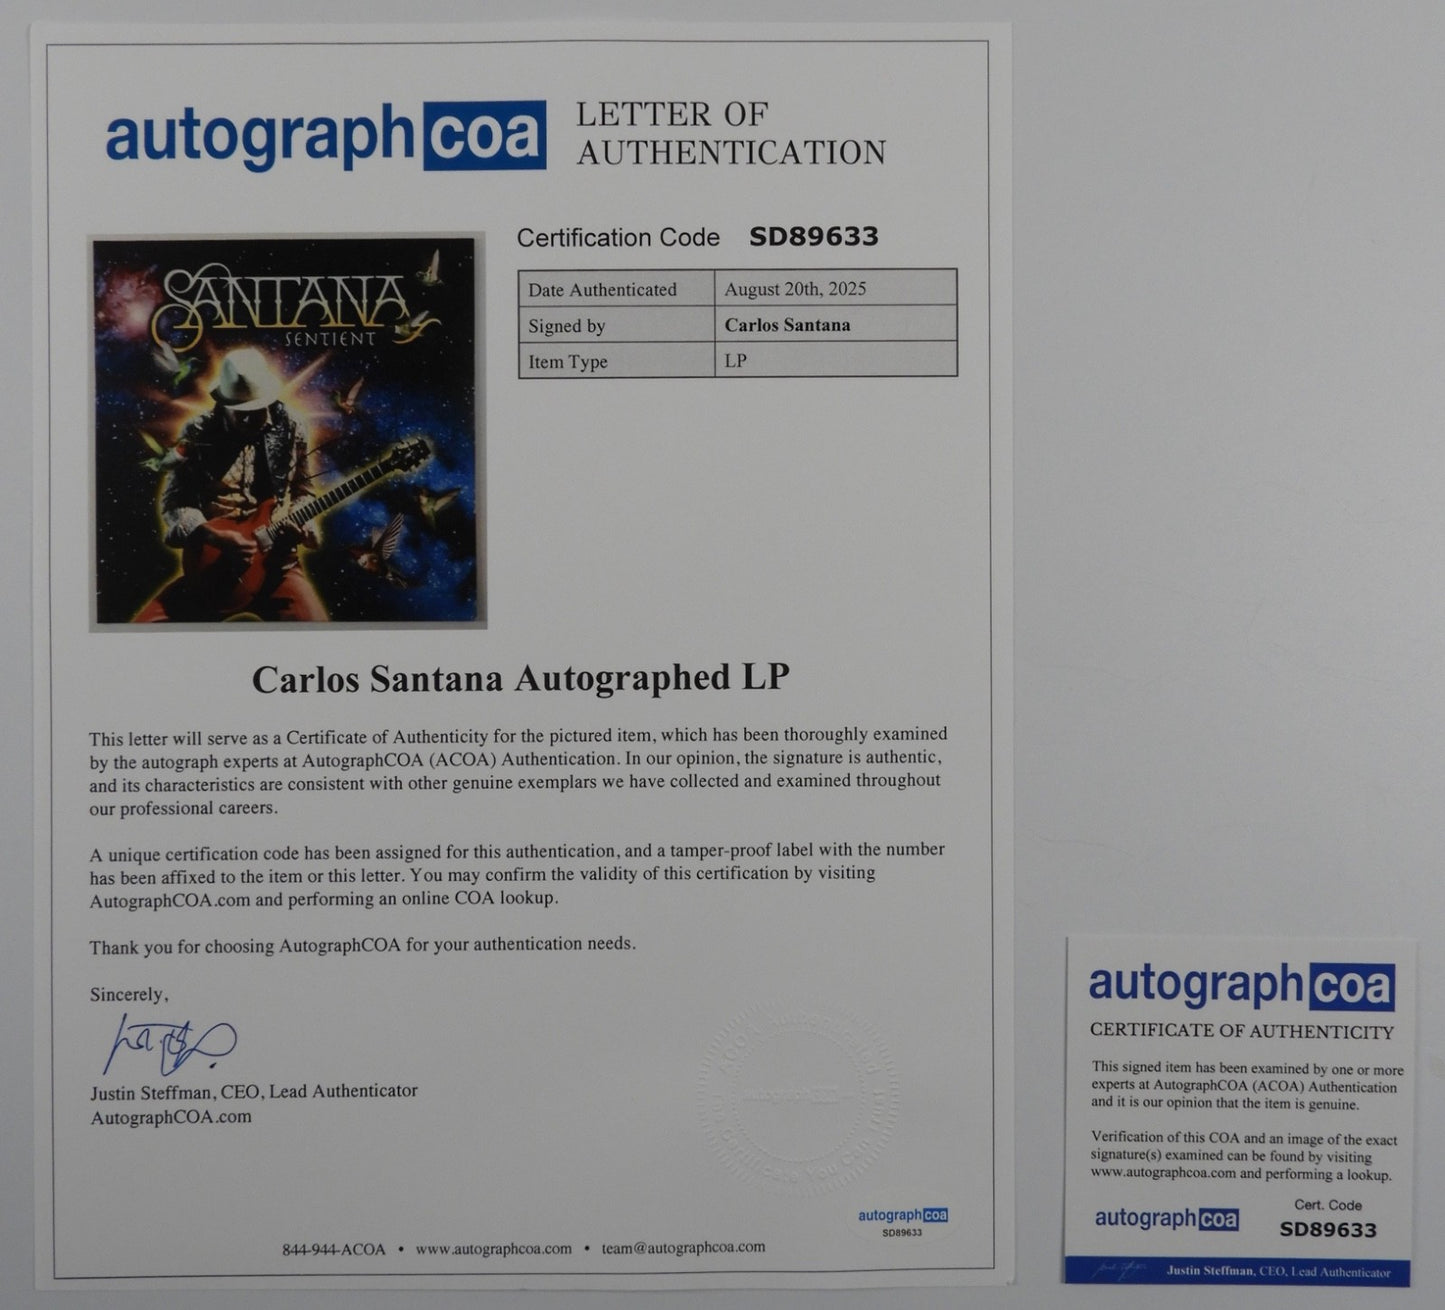 autographcoa
LETTER OF
AUTHENTICATION
Certification Code SD89633
Date Authenticated August 20th, 2025
Signed by Carlos Santana
Item Type LP
SANTANA
SENTIENT
Carlos Santana Autographed LP
This letter will serve as a Certificate of Authenticity for the pictured item, which has been thoroughly examined
by the autograph experts at AutographCOA (ACOA) Authentication. In our opinion, the signature is authentic,
and its characteristics are consistent with other genuine exemplars we have collected and examined throughout
our professional careers.
A unique certification code has been assigned for this authentication, and a tamper-proof label with the number
has been affixed to the item or this letter. You may confirm the validity of this certification by visiting
AutographCOA.com and performing an online COA lookup.
Thank you for choosing AutographCOA for your authentication needs.
Sincerely,
Justin Steffman, CEO, Lead Authenticator
AutographCOA.com
Certificate You Can Trust
autographcoa
SD89633
844-944-ACOA • www.autographcoa.com • team@autographcoa.com
autographcoa
CERTIFICATE OF AUTHENTICITY
This signed item has been examined by one or more
experts at AutographCOA (ACOA) Authentication
and it is our opinion that the item is genuine.
Verification of this COA and an image of the exact
signature(s) examined can be found by visiting
www.autographcoa.com and performing a lookup.
autographcoa
Cert. Code
SD89633
Justin Steffman, CEO, Lead Authenticator